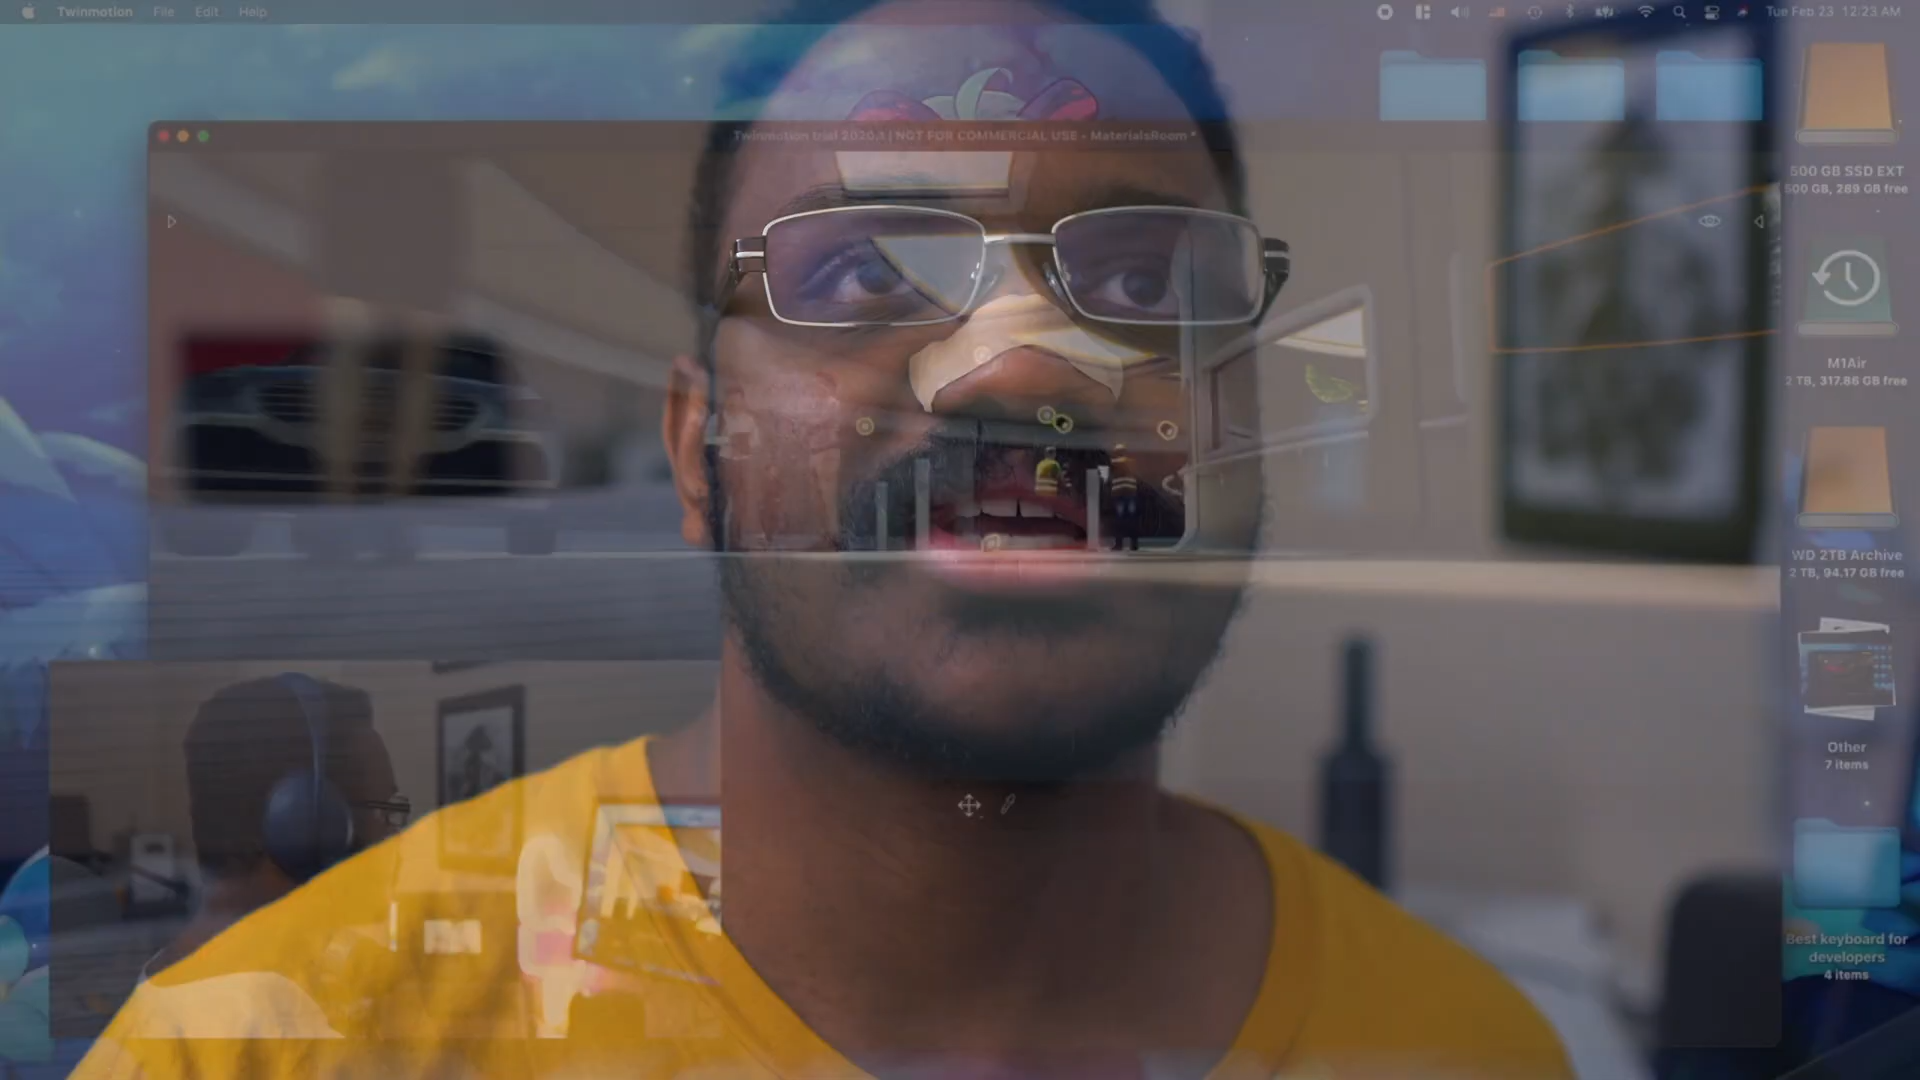 Twinmotion File Edit Help
Tue Feb 23 12:23 AM
Twinmotion trial 2020.1 | NOT FOR COMMERCIAL USE - MaterialsRoom *
500 GB SSD EXT
500 GB, 289 GB free
M1Air
2 TB, 317.86 GB free
WD 2TB Archive
2 TB, 94.17 GB free
Other
7 items
Best keyboard for
developers
4 items